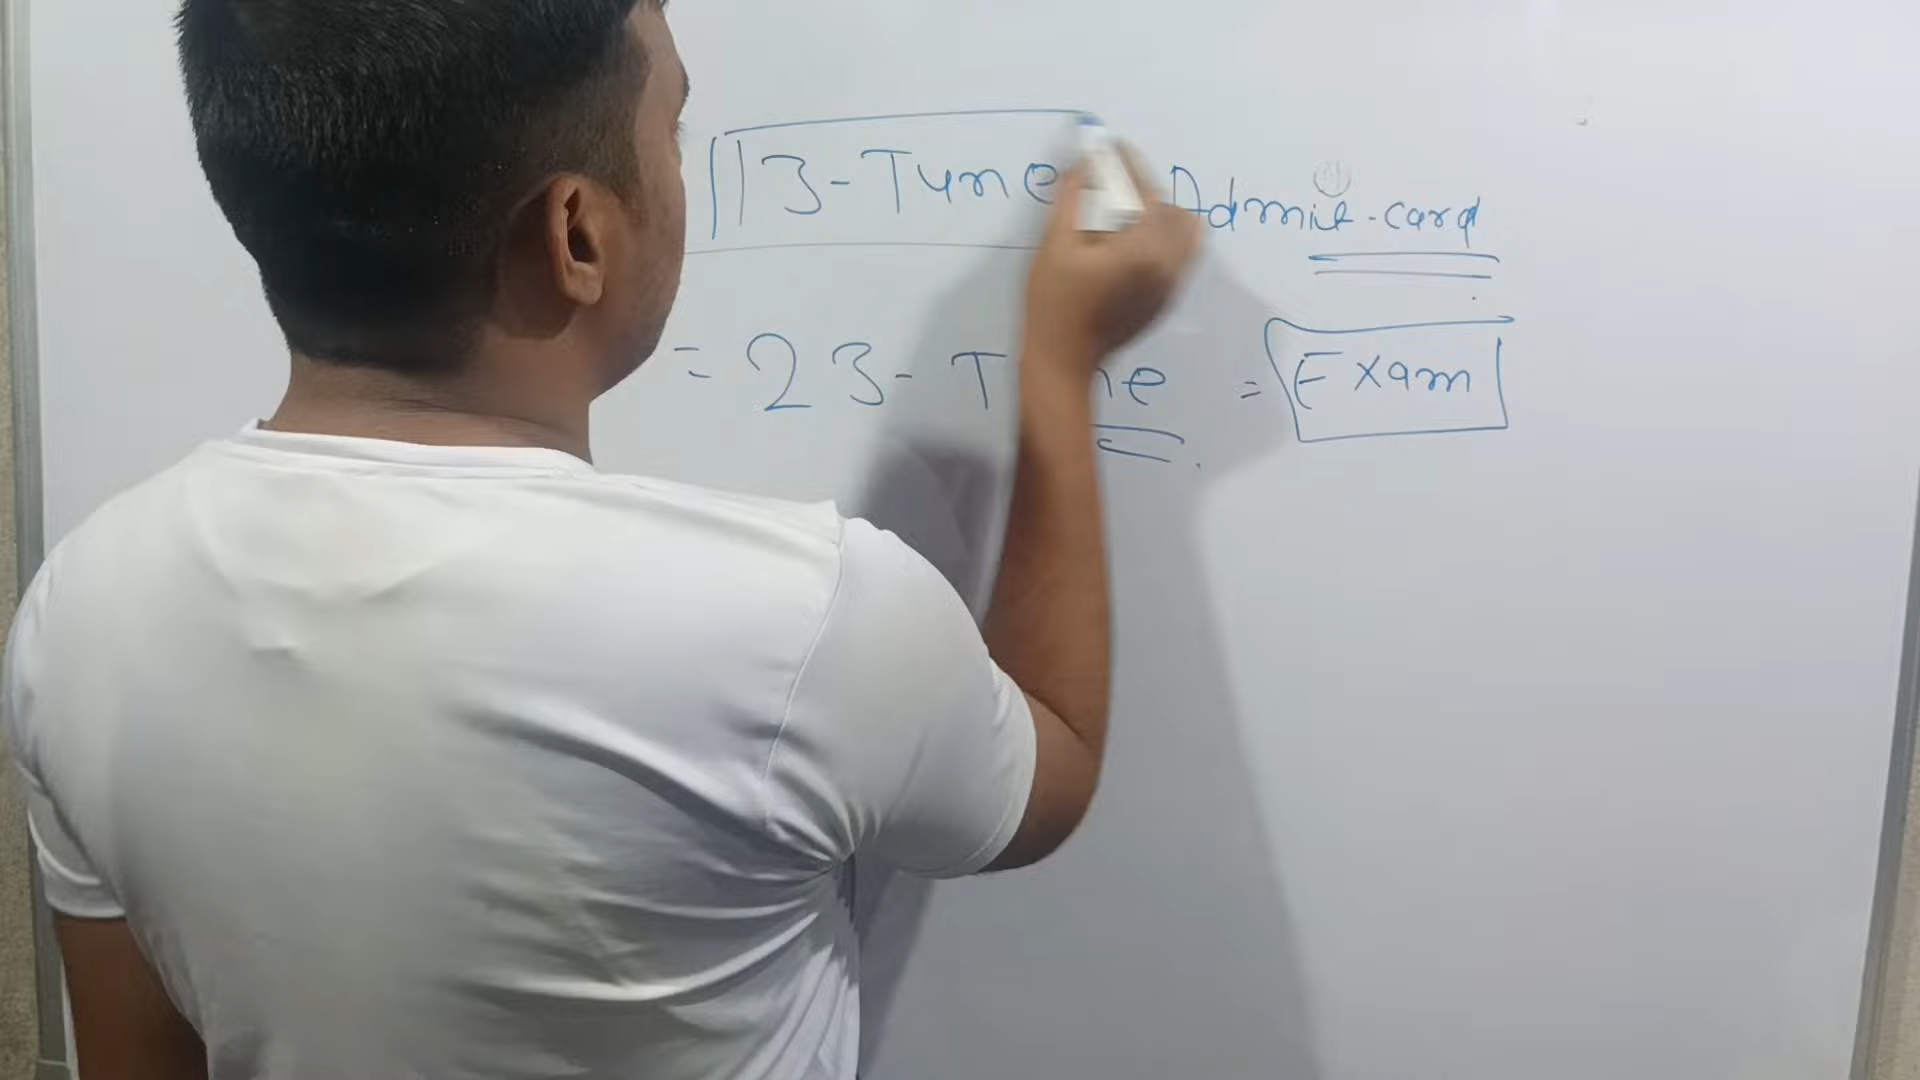 13-June Admit-card
= 23-June = Exam